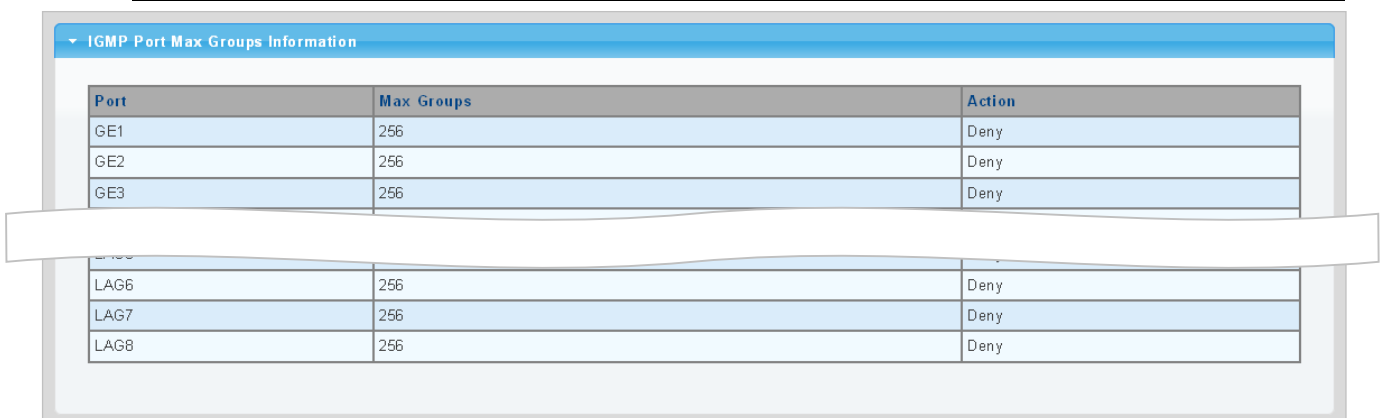 IGMP Port Max Groups Information
Port Max Groups Action
GE1 256 Deny
GE2 256 Deny
GE3 256 Deny
LAG6 256 Deny
LAG7 256 Deny
LAG8 256 Deny